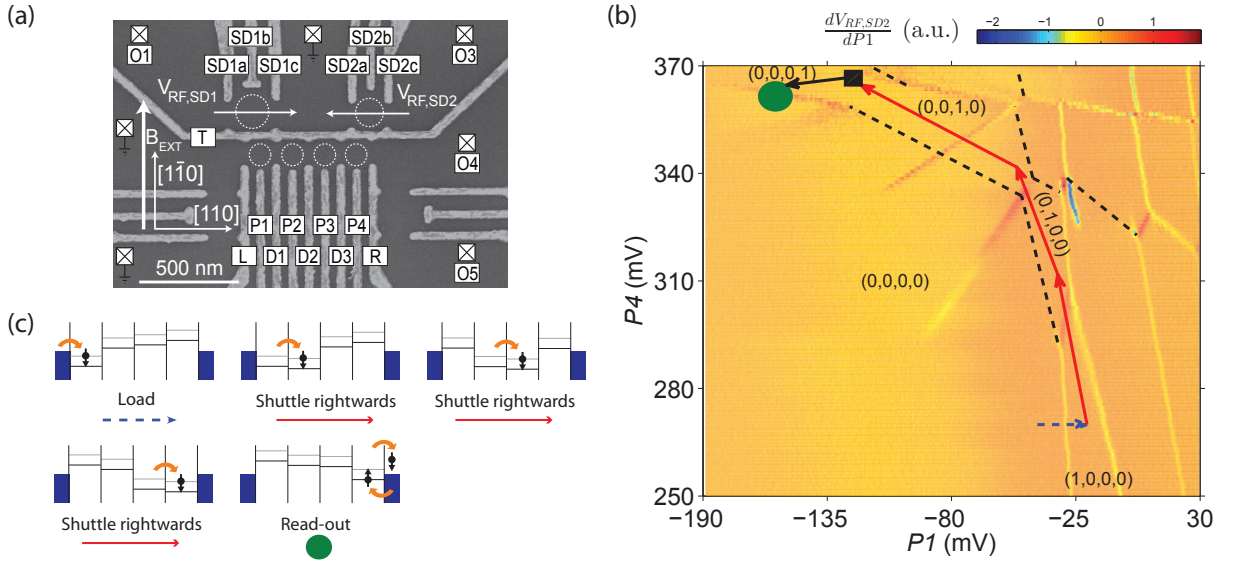 (a)
O1
SD1b
SD2b
O3
SD1a
SD1c
SD2a
SD2c
V_RF,SD1
V_RF,SD2
T
B_EXT
O4
[11̄0]
[110]
P1
P2
P3
P4
L
D1
D2
D3
R
O5
500 nm
(b)
dV_RF,SD2
dP1
(a.u.)
−2
−1
0
1
370
340
310
280
250
P4 (mV)
(0,0,0,1)
(0,0,1,0)
(0,1,0,0)
(0,0,0,0)
(1,0,0,0)
−190
−135
−80
−25
30
P1 (mV)
(c)
Load
Shuttle rightwards
Shuttle rightwards
Shuttle rightwards
Read-out